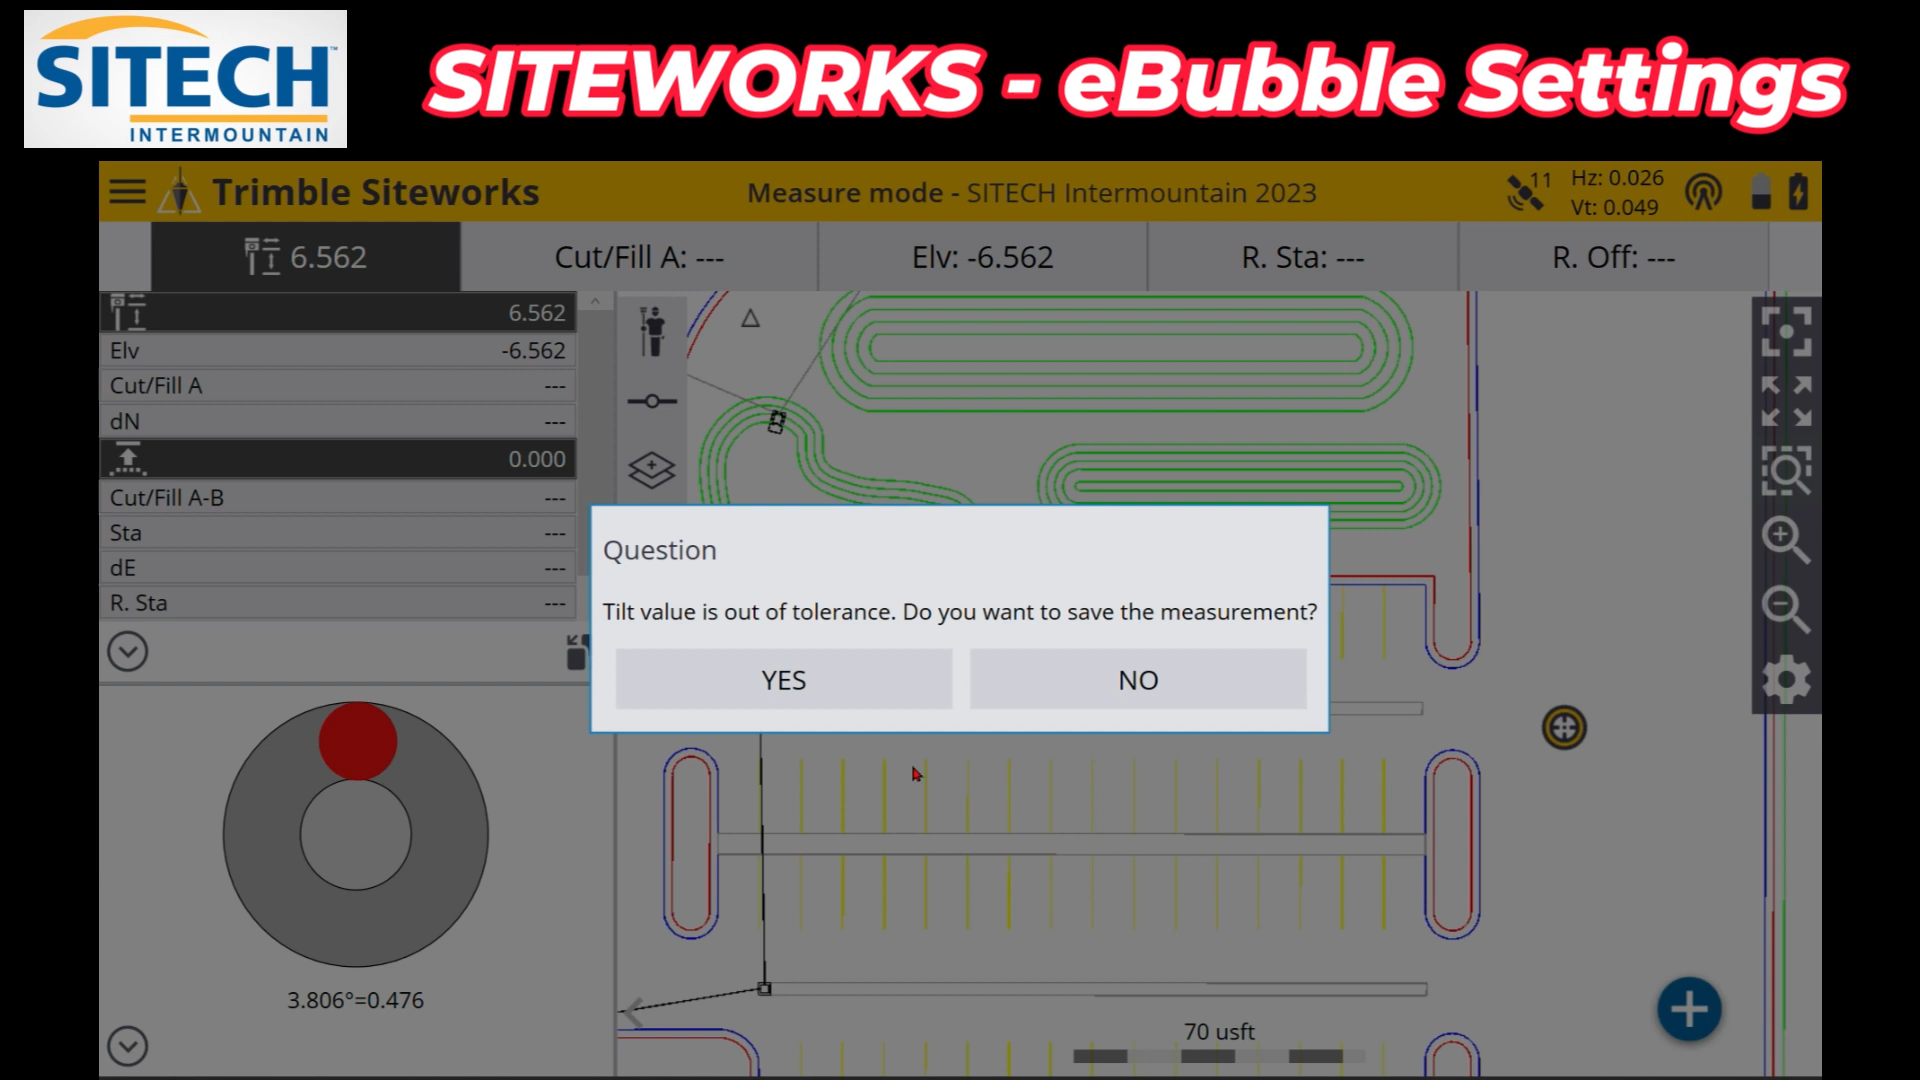 SITECH™
INTERMOUNTAIN
SITEWORKS - eBubble Settings
Trimble Siteworks
Measure mode - SITECH Intermountain 2023
11
Hz: 0.026
Vt: 0.049
6.562
Cut/Fill A: ---
Elv: -6.562
R. Sta: ---
R. Off: ---
6.562
Elv -6.562
Cut/Fill A ---
dN ---
0.000
Cut/Fill A-B ---
Sta ---
dE ---
R. Sta ---
Question
Tilt value is out of tolerance. Do you want to save the measurement?
YES NO
3.806°=0.476
70 usft